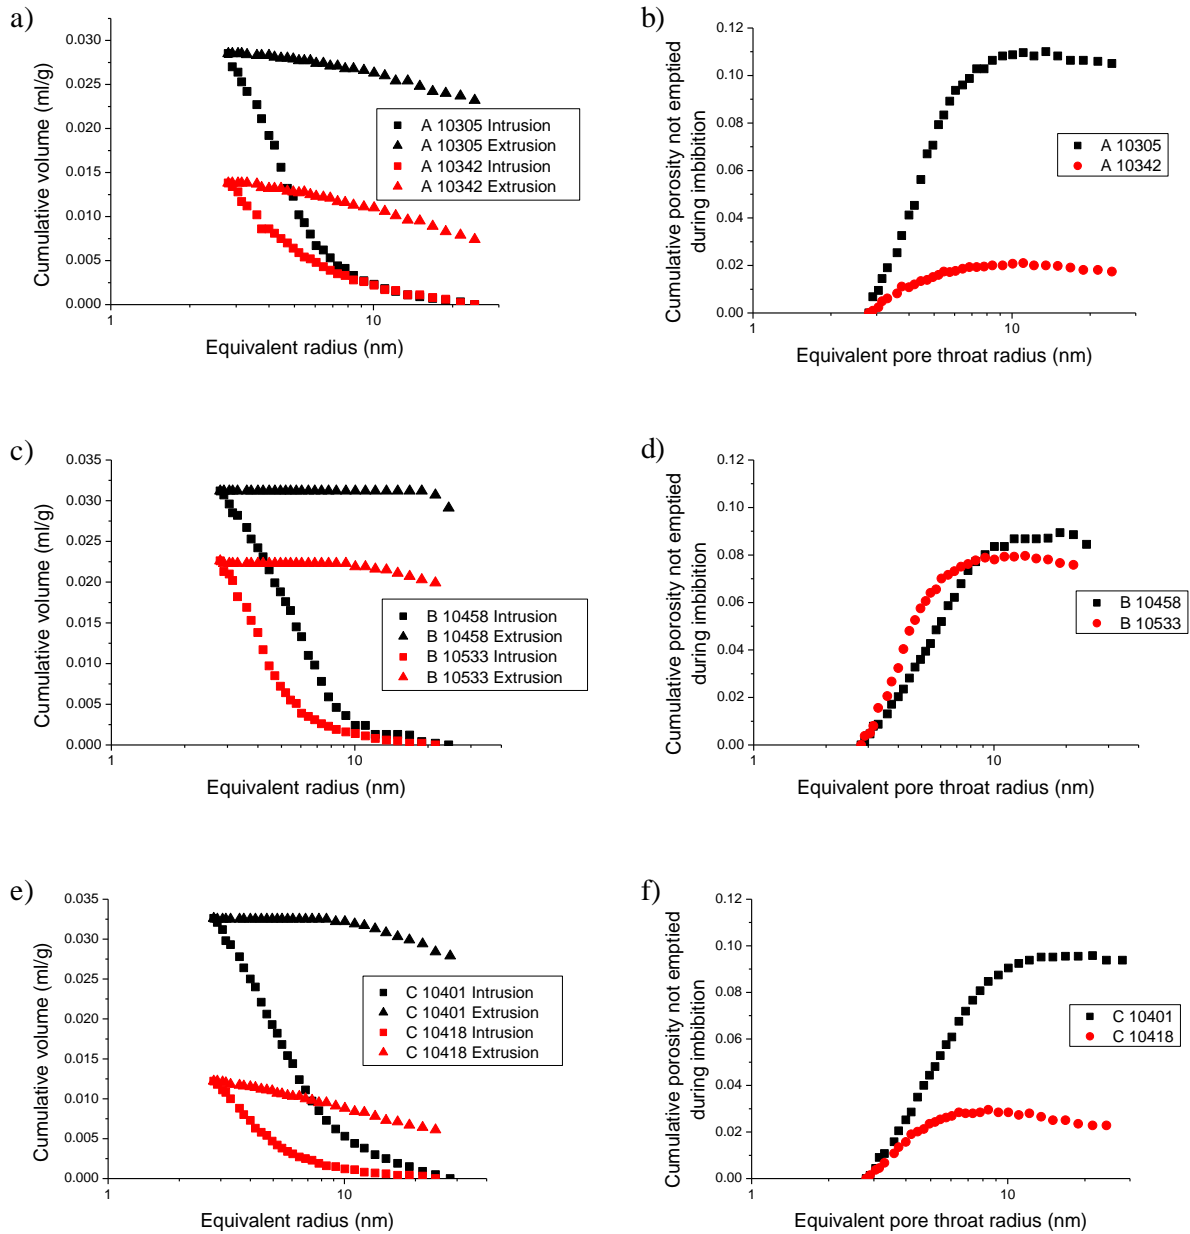 a)
0.030
0.025
0.020
0.015
0.010
0.005
0.000
Cumulative volume (ml/g)
A 10305 Intrusion
A 10305 Extrusion
A 10342 Intrusion
A 10342 Extrusion
1
10
Equivalent radius (nm)
b)
0.12
0.10
0.08
0.06
0.04
0.02
0.00
Cumulative porosity not emptied
during imbibition
A 10305
A 10342
1
10
Equivalent pore throat radius (nm)
c)
0.035
0.030
0.025
0.020
0.015
0.010
0.005
0.000
Cumulative volume (ml/g)
B 10458 Intrusion
B 10458 Extrusion
B 10533 Intrusion
B 10533 Extrusion
1
10
Equivalent radius (nm)
d)
0.12
0.10
0.08
0.06
0.04
0.02
0.00
Cumulative porosity not emptied
during imbibition
B 10458
B 10533
1
10
Equivalent pore throat radius (nm)
e)
0.035
0.030
0.025
0.020
0.015
0.010
0.005
0.000
Cumulative volume (ml/g)
C 10401 Intrusion
C 10401 Extrusion
C 10418 Intrusion
C 10418 Extrusion
1
10
Equivalent radius (nm)
f)
0.12
0.10
0.08
0.06
0.04
0.02
0.00
Cumulative porosity not emptied
during imbibition
C 10401
C 10418
1
10
Equivalent pore throat radius (nm)